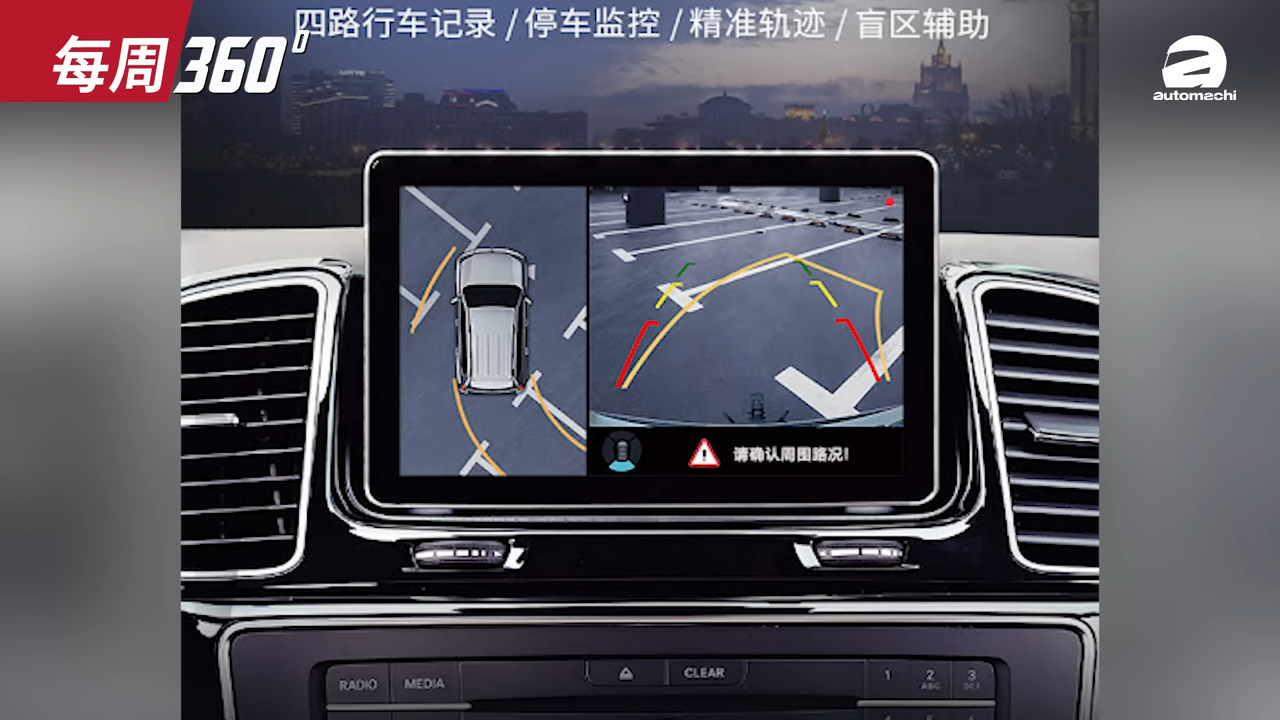 四路行车记录 / 停车监控 / 精准轨迹 / 盲区辅助
每周360°
automachi
请确认周围路况!
RADIO
MEDIA
CLEAR
1
2
3
ABC
DEF